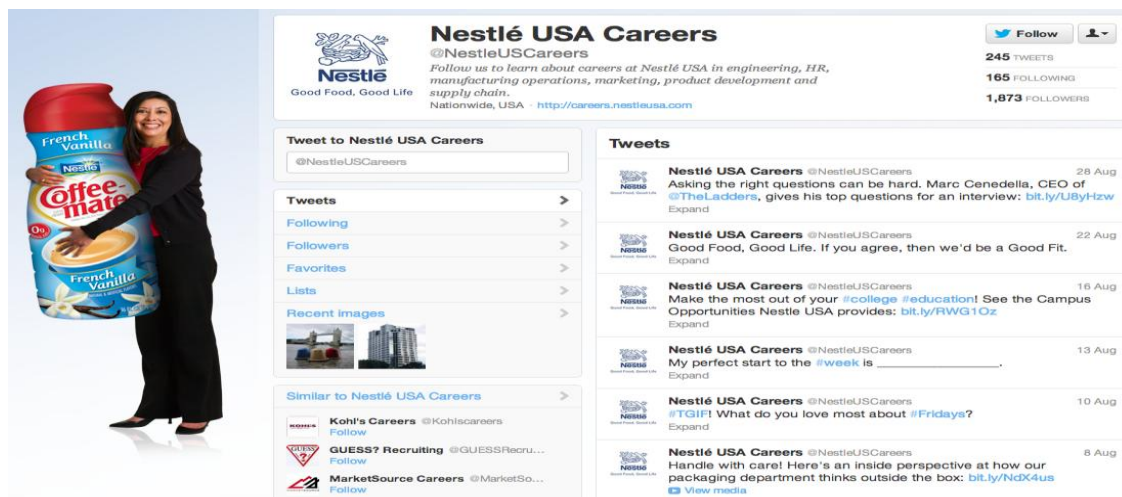 French
Vanilla
Nestlé
Coffee-
mate
0g
French
Vanilla
Nestlé
Good Food, Good Life
Nestlé USA Careers
@NestleUSCareers
Follow us to learn about careers at Nestlé USA in engineering, HR,
manufacturing operations, marketing, product development and
supply chain.
Nationwide, USA · http://careers.nestleusa.com
Follow
245 TWEETS
165 FOLLOWING
1,873 FOLLOWERS
Tweet to Nestlé USA Careers
@NestleUSCareers
Tweets
Following
Followers
Favorites
Lists
Recent images
Similar to Nestlé USA Careers
KOHL'S
Kohl's Careers @Kohlscareers
Follow
GUESS
?
GUESS? Recruiting @GUESSRecru...
Follow
MarketSource Careers @MarketSo...
Follow
Tweets
Nestlé USA Careers @NestleUSCareers 28 Aug
Asking the right questions can be hard. Marc Cenedella, CEO of
@TheLadders, gives his top questions for an interview: bit.ly/U8yHzw
Expand
Nestlé USA Careers @NestleUSCareers 22 Aug
Good Food, Good Life. If you agree, then we'd be a Good Fit.
Expand
Nestlé USA Careers @NestleUSCareers 16 Aug
Make the most out of your #college #education! See the Campus
Opportunities Nestle USA provides: bit.ly/RWG1Oz
Expand
Nestlé USA Careers @NestleUSCareers 13 Aug
My perfect start to the #week is ________________.
Expand
Nestlé USA Careers @NestleUSCareers 10 Aug
#TGIF! What do you love most about #Fridays?
Expand
Nestlé USA Careers @NestleUSCareers 8 Aug
Handle with care! Here's an inside perspective at how our
packaging department thinks outside the box: bit.ly/NdX4us
View media